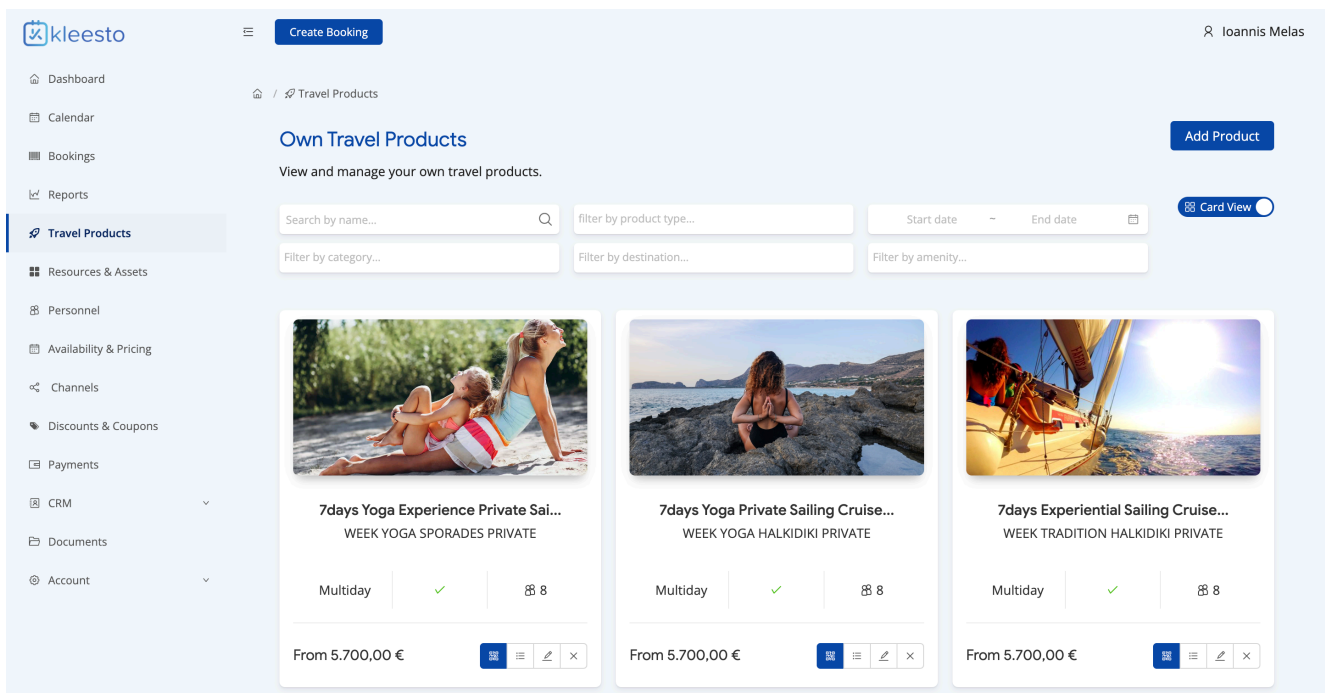 kleesto
Create Booking
Ioannis Melas
Dashboard
Calendar
Bookings
Reports
Travel Products
Resources & Assets
Personnel
Availability & Pricing
Channels
Discounts & Coupons
Payments
CRM
Documents
Account
/ Travel Products
Own Travel Products
Add Product
View and manage your own travel products.
Search by name...
filter by product type...
Start date ~ End date
Card View
Filter by category...
Filter by destination...
Filter by amenity...
7days Yoga Experience Private Sai...
WEEK YOGA SPORADES PRIVATE
Multiday 8
From 5.700,00 €
7days Yoga Private Sailing Cruise...
WEEK YOGA HALKIDIKI PRIVATE
Multiday 8
From 5.700,00 €
7days Experiential Sailing Cruise...
WEEK TRADITION HALKIDIKI PRIVATE
Multiday 8
From 5.700,00 €